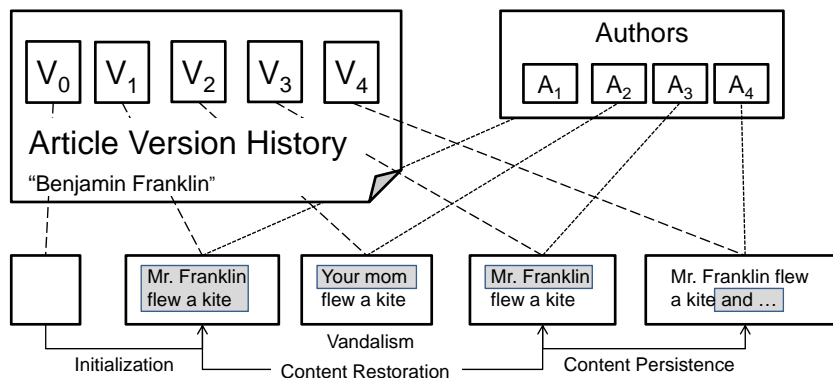 Authors
V0 V1 V2 V3 V4
A1 A2 A3 A4
Article Version History
“Benjamin Franklin”
Mr. Franklin
flew a kite
Your mom
flew a kite
Mr. Franklin
flew a kite
Mr. Franklin flew
a kite and …
Vandalism
Initialization
Content Restoration
Content Persistence